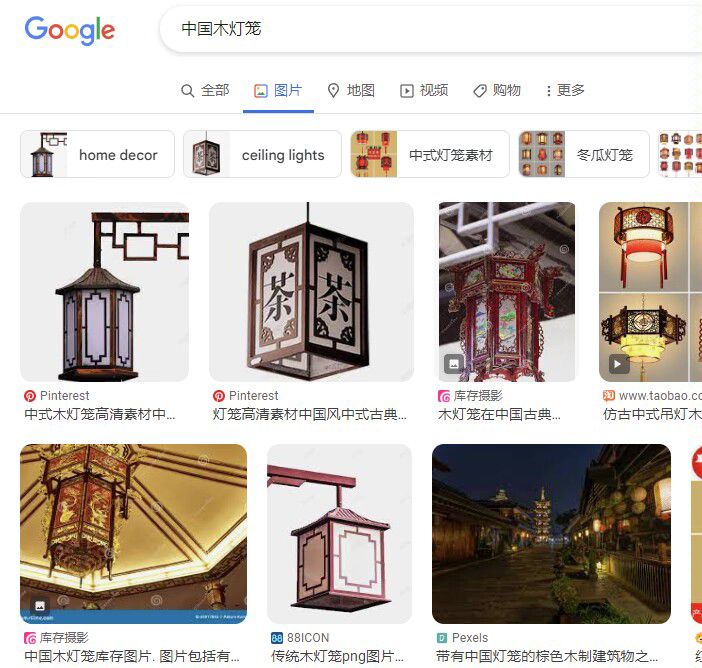 Google
中国木灯笼
全部
图片
地图
视频
购物
更多
home decor
ceiling lights
中式灯笼素材
冬瓜灯笼
茶 茶
Pinterest
中式木灯笼高清素材中...
Pinterest
灯笼高清素材中国风中式古典...
库存摄影
木灯笼在中国古典...
www.taobao.co
仿古中式吊灯木
库存摄影
中国木灯笼库存图片. 图片包括有...
88ICON
传统木灯笼png图片...
Pexels
带有中国灯笼的棕色木制建筑物之...